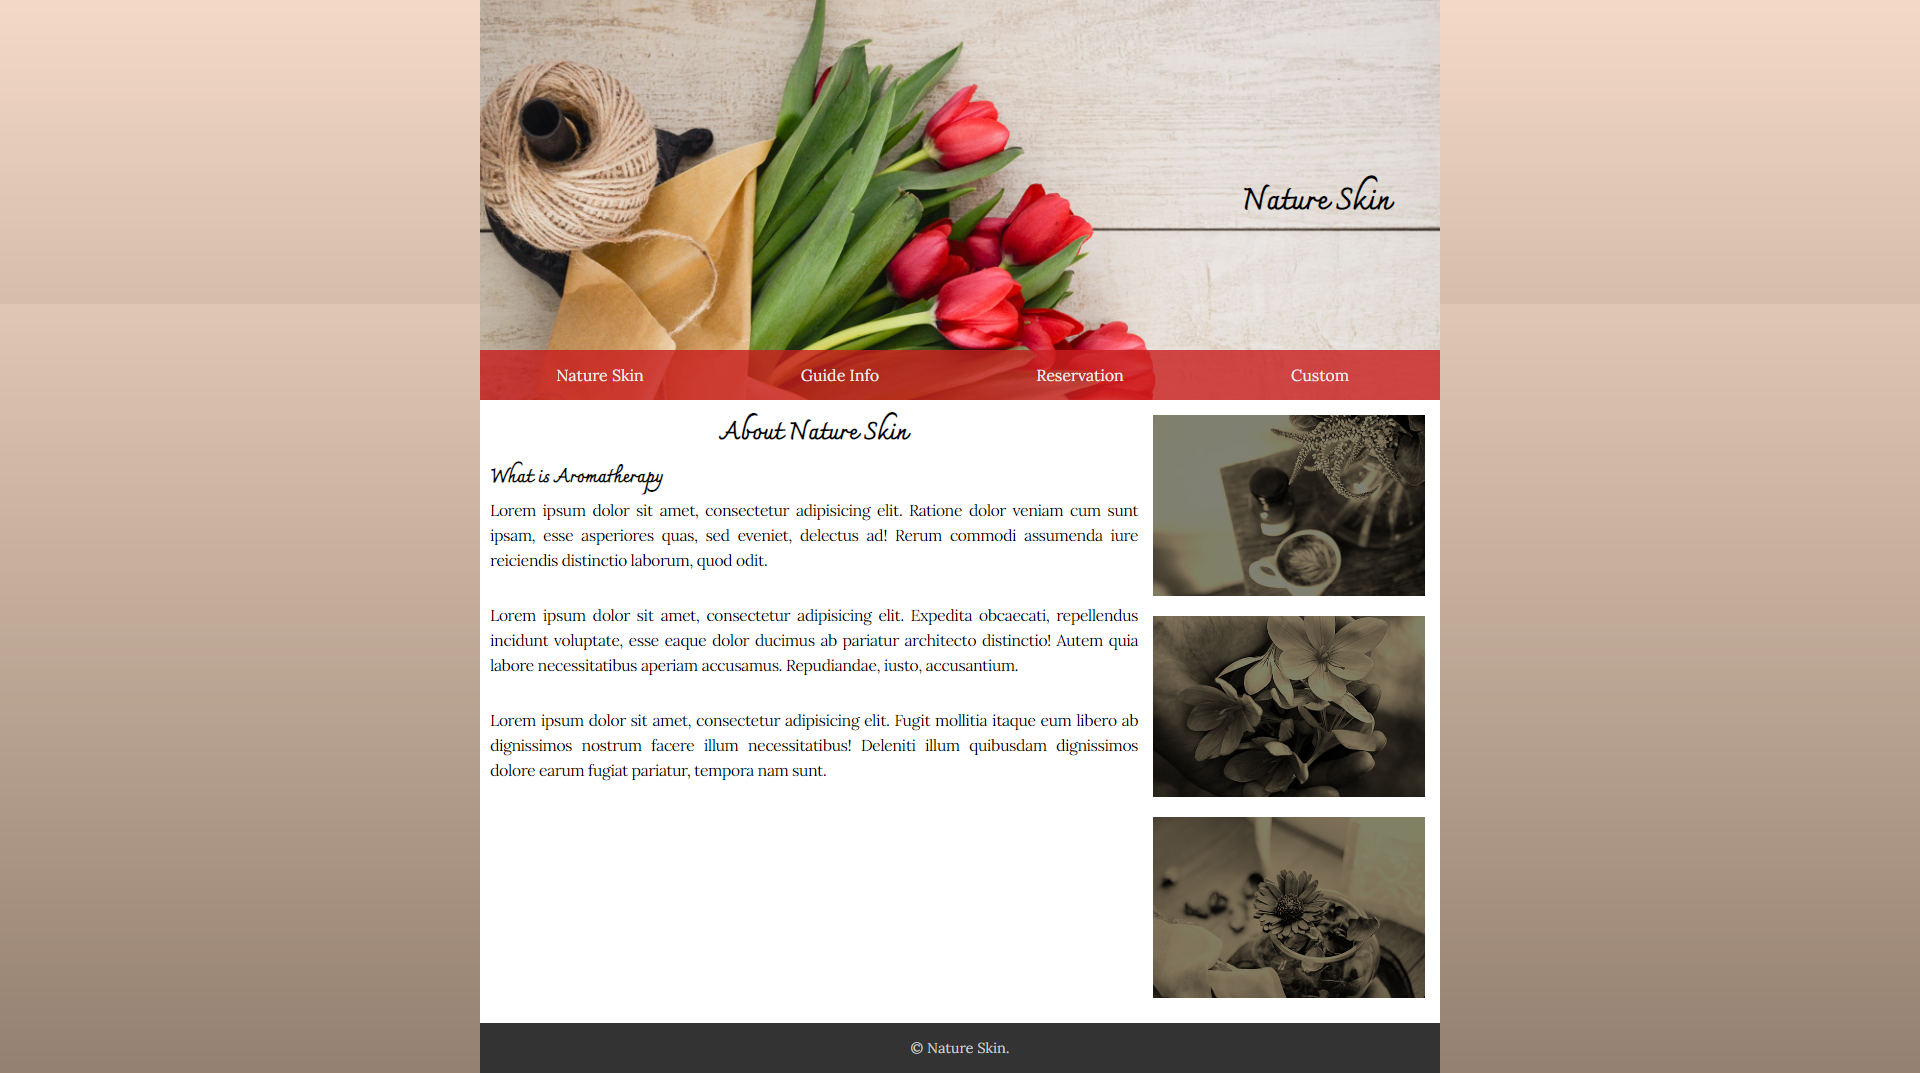 Nature Skin
Nature Skin
Guide Info
Reservation
Custom
About Nature Skin
What is Aromatherapy
Lorem ipsum dolor sit amet, consectetur adipisicing elit. Ratione dolor veniam cum sunt
ipsam, esse asperiores quas, sed eveniet, delectus ad! Rerum commodi assumenda iure
reiciendis distinctio laborum, quod odit.
Lorem ipsum dolor sit amet, consectetur adipisicing elit. Expedita obcaecati, repellendus
incidunt voluptate, esse eaque dolor ducimus ab pariatur architecto distinctio! Autem quia
labore necessitatibus aperiam accusamus. Repudiandae, iusto, accusantium.
Lorem ipsum dolor sit amet, consectetur adipisicing elit. Fugit mollitia itaque eum libero ab
dignissimos nostrum facere illum necessitatibus! Deleniti illum quibusdam dignissimos
dolore earum fugiat pariatur, tempora nam sunt.
© Nature Skin.